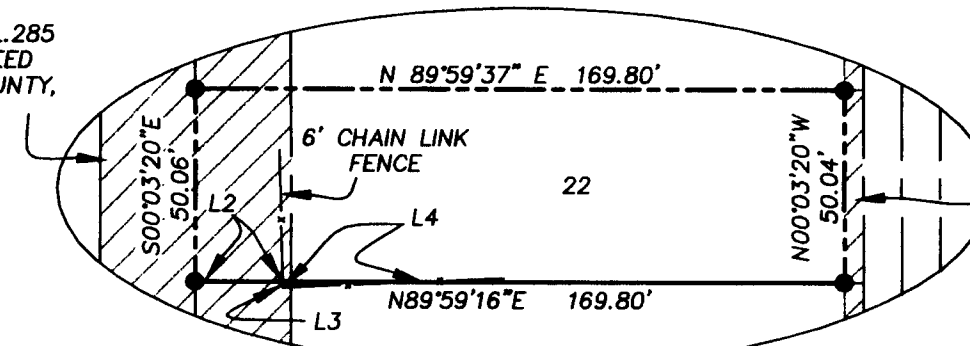 L.285
UNTY,
N 89°59'37" E 169.80'
6' CHAIN LINK
FENCE
S00°03'20"E
50.06'
22
N00°03'20"W
50.04'
L2
L4
N89°59'16"E 169.80'
L3